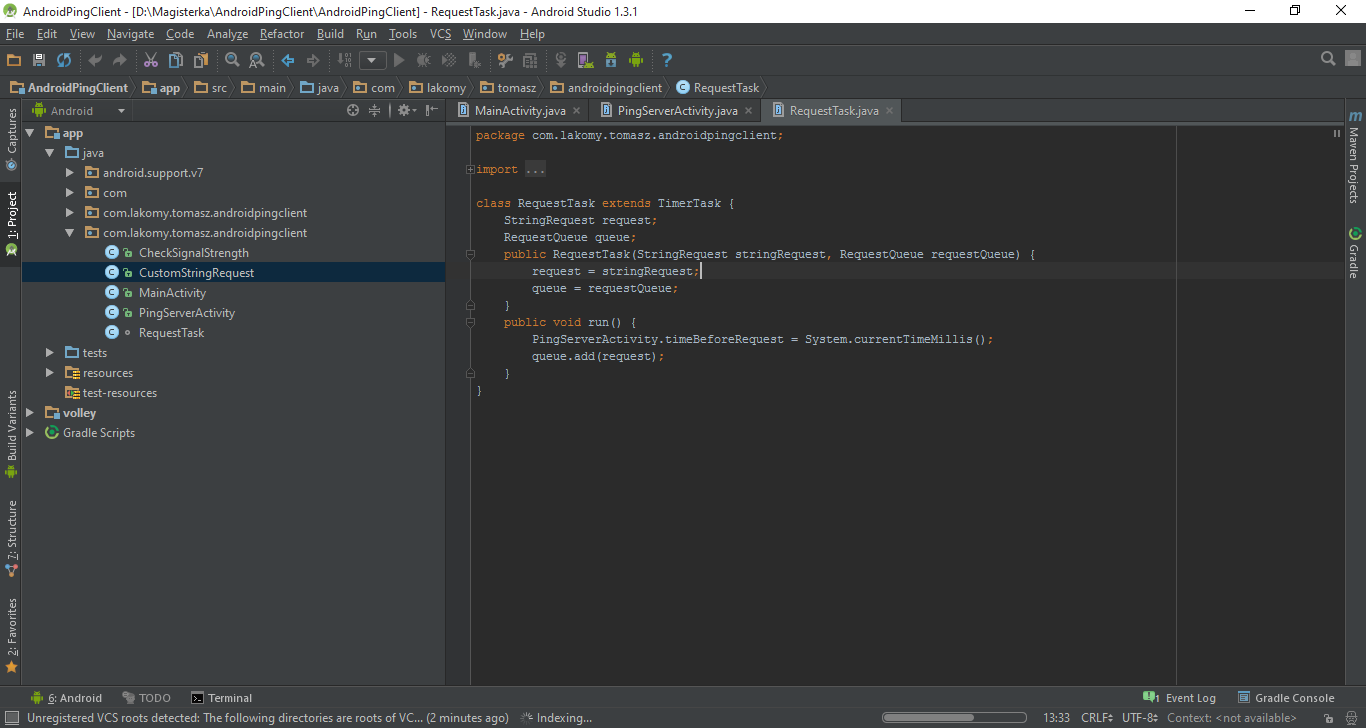 AndroidPingClient - [D:\Magisterka\AndroidPingClient\AndroidPingClient] - RequestTask.java - Android Studio 1.3.1
File Edit View Navigate Code Analyze Refactor Build Run Tools VCS Window Help
AndroidPingClient app src main java com lakomy tomasz androidpingclient RequestTask
Captures
1: Project
Build Variants
7: Structure
2: Favorites
Android
app
java
android.support.v7
com
com.lakomy.tomasz.androidpingclient
com.lakomy.tomasz.androidpingclient
CheckSignalStrength
CustomStringRequest
MainActivity
PingServerActivity
RequestTask
tests
resources
test-resources
volley
Gradle Scripts
MainActivity.java PingServerActivity.java RequestTask.java
package com.lakomy.tomasz.androidpingclient;
import ...
class RequestTask extends TimerTask {
StringRequest request;
RequestQueue queue;
public RequestTask(StringRequest stringRequest, RequestQueue requestQueue) {
request = stringRequest;
queue = requestQueue;
}
public void run() {
PingServerActivity.timeBeforeRequest = System.currentTimeMillis();
queue.add(request);
}
}
Maven Projects
Gradle
6: Android TODO Terminal 1 Event Log Gradle Console
Unregistered VCS roots detected: The following directories are roots of VC... (2 minutes ago) Indexing... 13:33 CRLF UTF-8 Context: <not available>